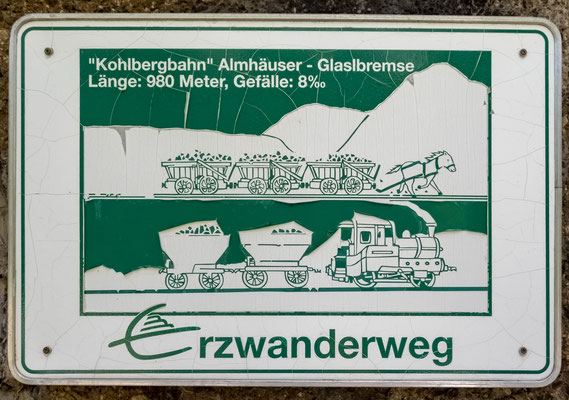 "Kohlbergbahn" Almhäuser - Glaslbremse
Länge: 980 Meter, Gefälle: 8‰
Erzwanderweg